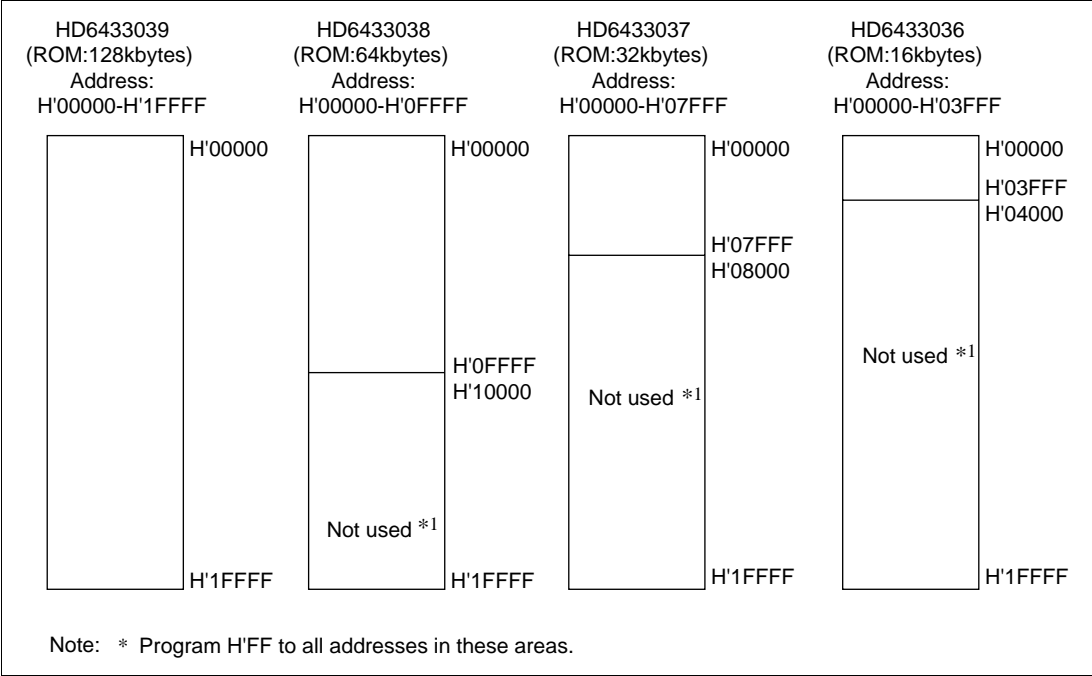 HD6433039
(ROM:128kbytes)
Address:
H'00000-H'1FFFF
H'00000
H'1FFFF
HD6433038
(ROM:64kbytes)
Address:
H'00000-H'0FFFF
H'00000
H'0FFFF
H'10000
Not used *1
H'1FFFF
HD6433037
(ROM:32kbytes)
Address:
H'00000-H'07FFF
H'00000
H'07FFF
H'08000
Not used *1
H'1FFFF
HD6433036
(ROM:16kbytes)
Address:
H'00000-H'03FFF
H'00000
H'03FFF
H'04000
Not used *1
H'1FFFF
Note: * Program H'FF to all addresses in these areas.